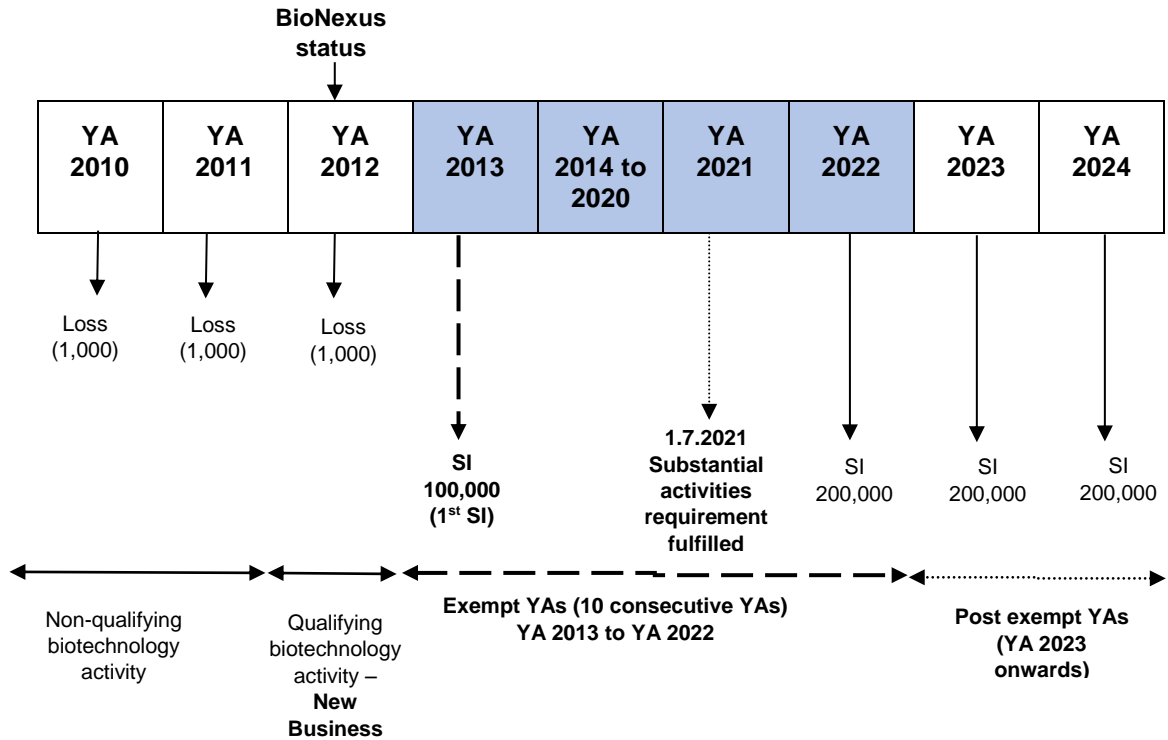 BioNexus
status
YA
2010
YA
2011
YA
2012
YA
2013
YA
2014 to
2020
YA
2021
YA
2022
YA
2023
YA
2024
Loss
(1,000)
Loss
(1,000)
Loss
(1,000)
SI
100,000
(1st SI)
1.7.2021
Substantial
activities
requirement
fulfilled
SI
200,000
SI
200,000
SI
200,000
Non-qualifying
biotechnology
activity
Qualifying
biotechnology
activity –
New
Business
Exempt YAs (10 consecutive YAs)
YA 2013 to YA 2022
Post exempt YAs
(YA 2023
onwards)